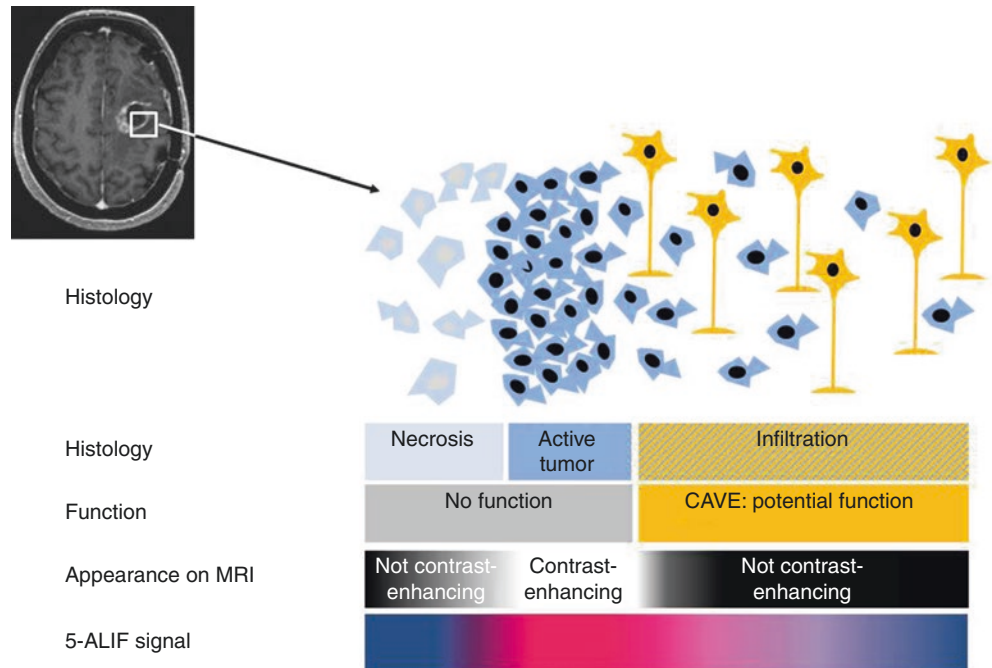 Histology
Histology
Necrosis
Active
tumor
Infiltration
Function
No function
CAVE: potential function
Appearance on MRI
Not contrast-
enhancing
Contrast-
enhancing
Not contrast-
enhancing
5-ALIF signal